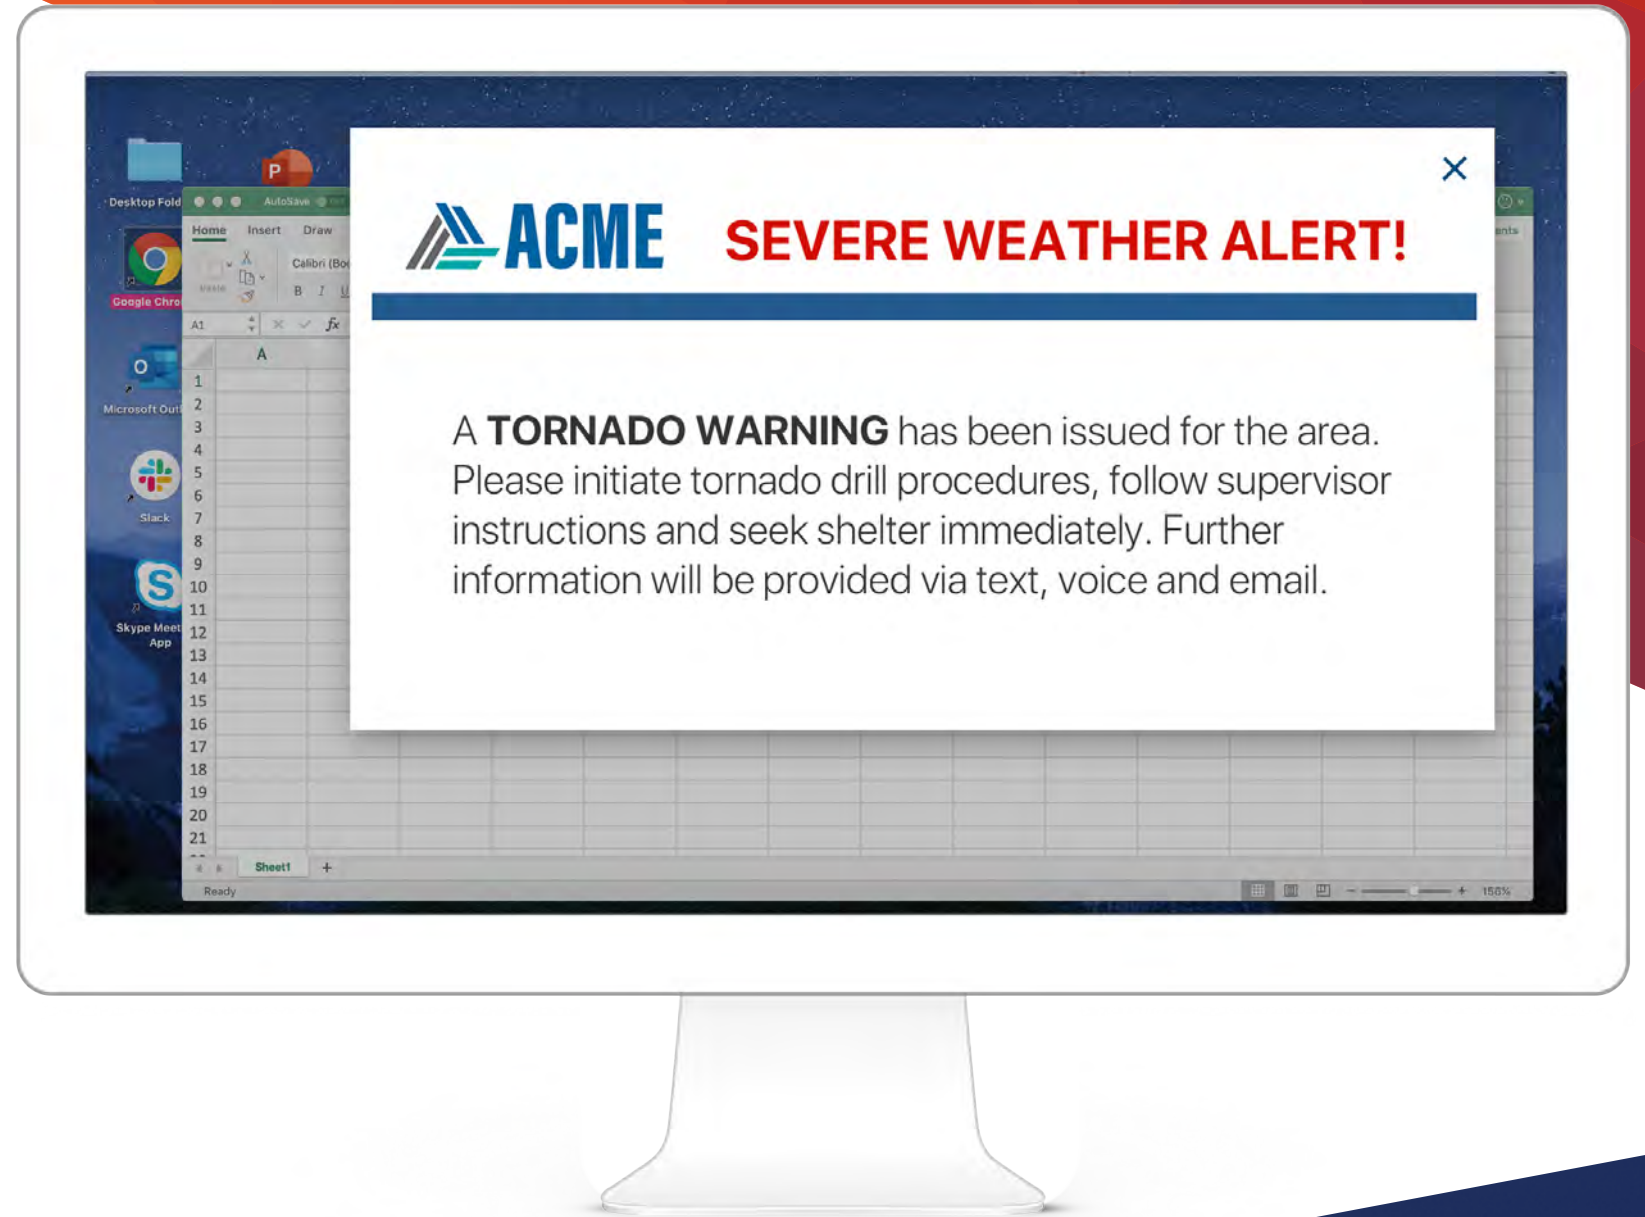 P
Desktop Fold
AutoSave
Home Insert Draw
Calibri (Boo
B I U
Google Chro
A1 fx
A
ACME SEVERE WEATHER ALERT!
A TORNADO WARNING has been issued for the area.
Please initiate tornado drill procedures, follow supervisor
instructions and seek shelter immediately. Further
information will be provided via text, voice and email.
O
Microsoft Outl
Slack
S
Skype Meet
App
1
2
3
4
5
6
7
8
9
10
11
12
13
14
15
16
17
18
19
20
21
Sheet1 +
Ready